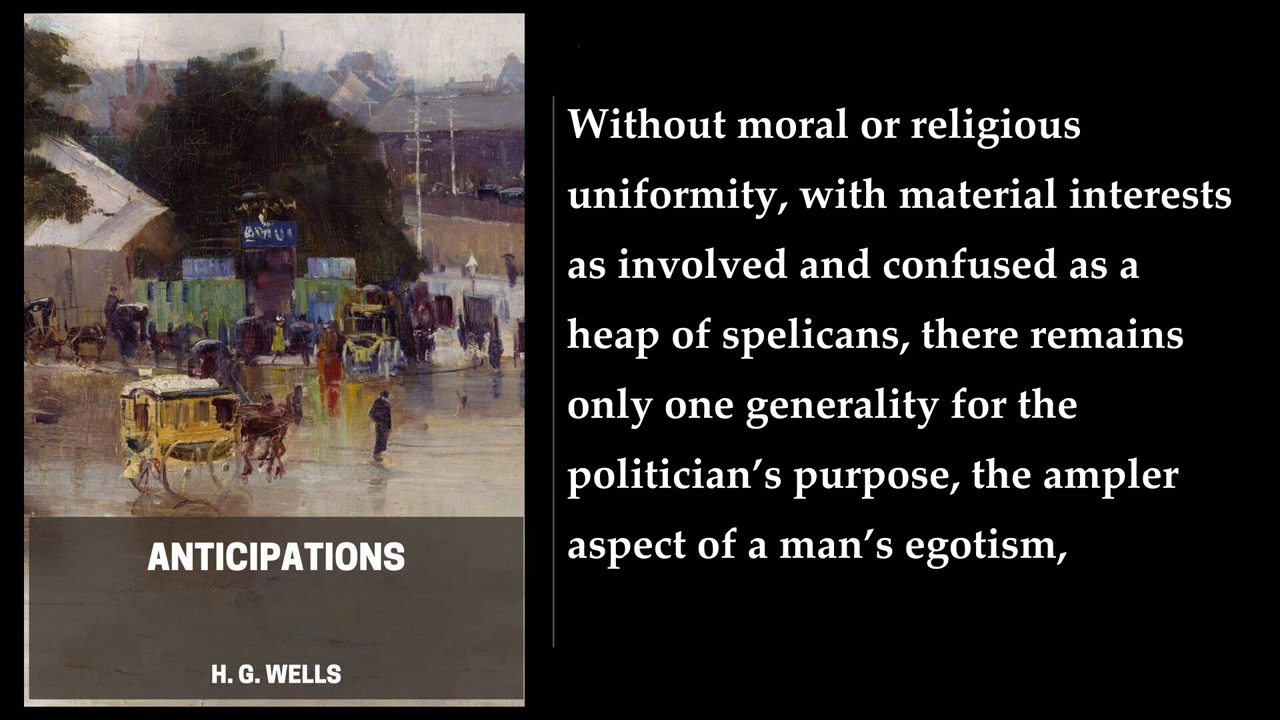 ANTICIPATIONS
H. G. WELLS
Without moral or religious
uniformity, with material interests
as involved and confused as a
heap of spelicans, there remains
only one generality for the
politician’s purpose, the ampler
aspect of a man’s egotism,